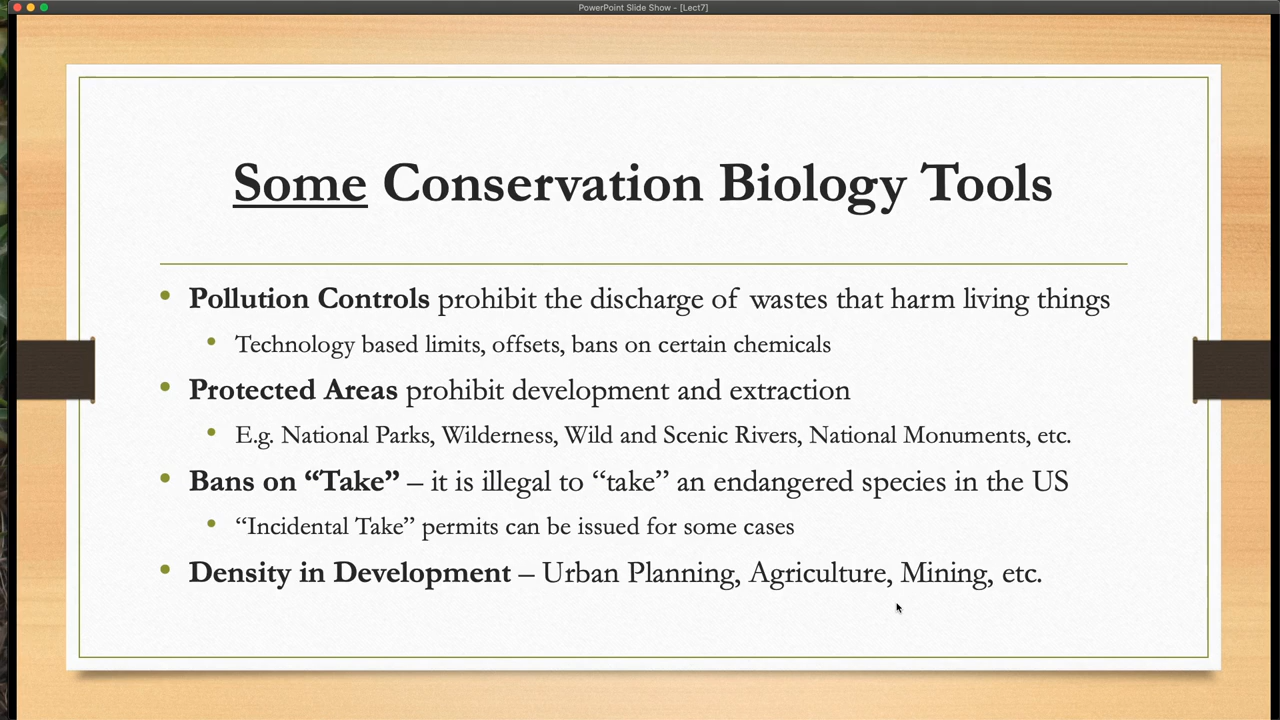 PowerPoint Slide Show - [Lect7]
Some Conservation Biology Tools
• Pollution Controls prohibit the discharge of wastes that harm living things
• Technology based limits, offsets, bans on certain chemicals
• Protected Areas prohibit development and extraction
• E.g. National Parks, Wilderness, Wild and Scenic Rivers, National Monuments, etc.
• Bans on “Take” – it is illegal to “take” an endangered species in the US
• “Incidental Take” permits can be issued for some cases
• Density in Development – Urban Planning, Agriculture, Mining, etc.